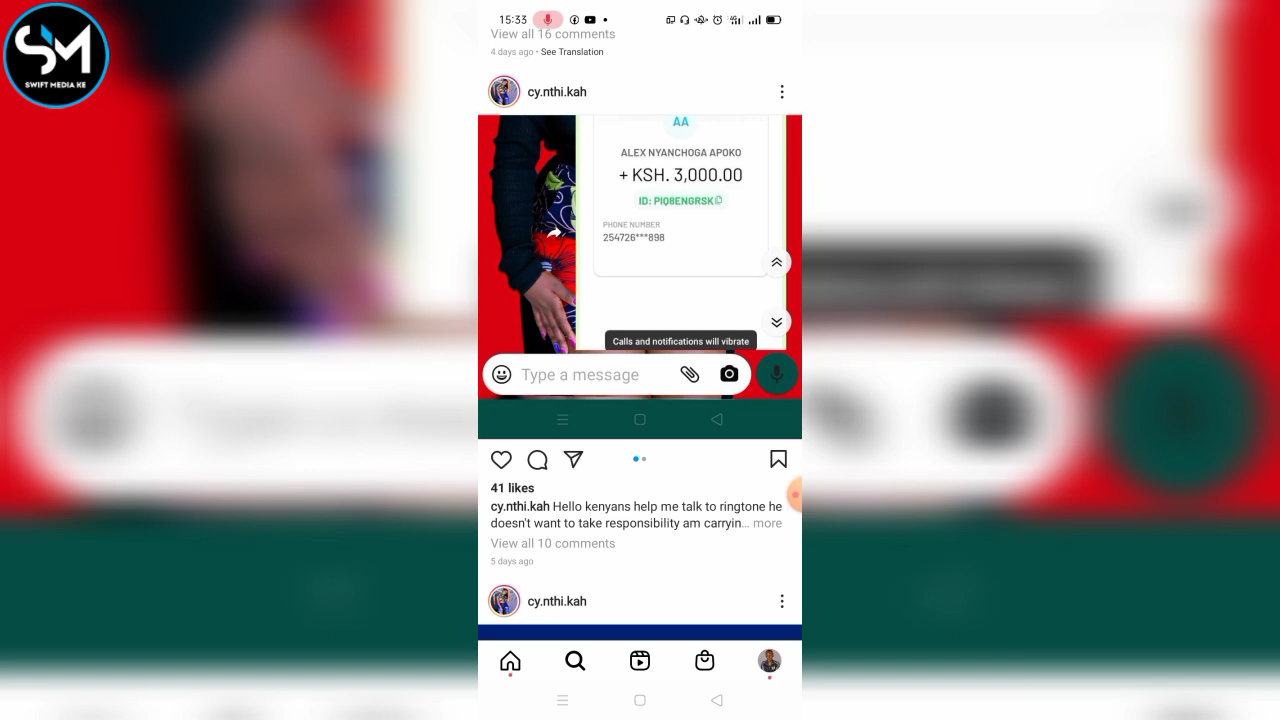 SM
SWIFT MEDIA KE
15:33
View all 16 comments
4 days ago · See Translation
cy.nthi.kah
AA
ALEX NYANCHOGA APOKO
+ KSH. 3,000.00
ID: PIQ8ENGRSK
PHONE NUMBER
254726***898
Calls and notifications will vibrate
Type a message
41 likes
cy.nthi.kah Hello kenyans help me talk to ringtone he
doesn't want to take responsibility am carryin... more
View all 10 comments
5 days ago
cy.nthi.kah